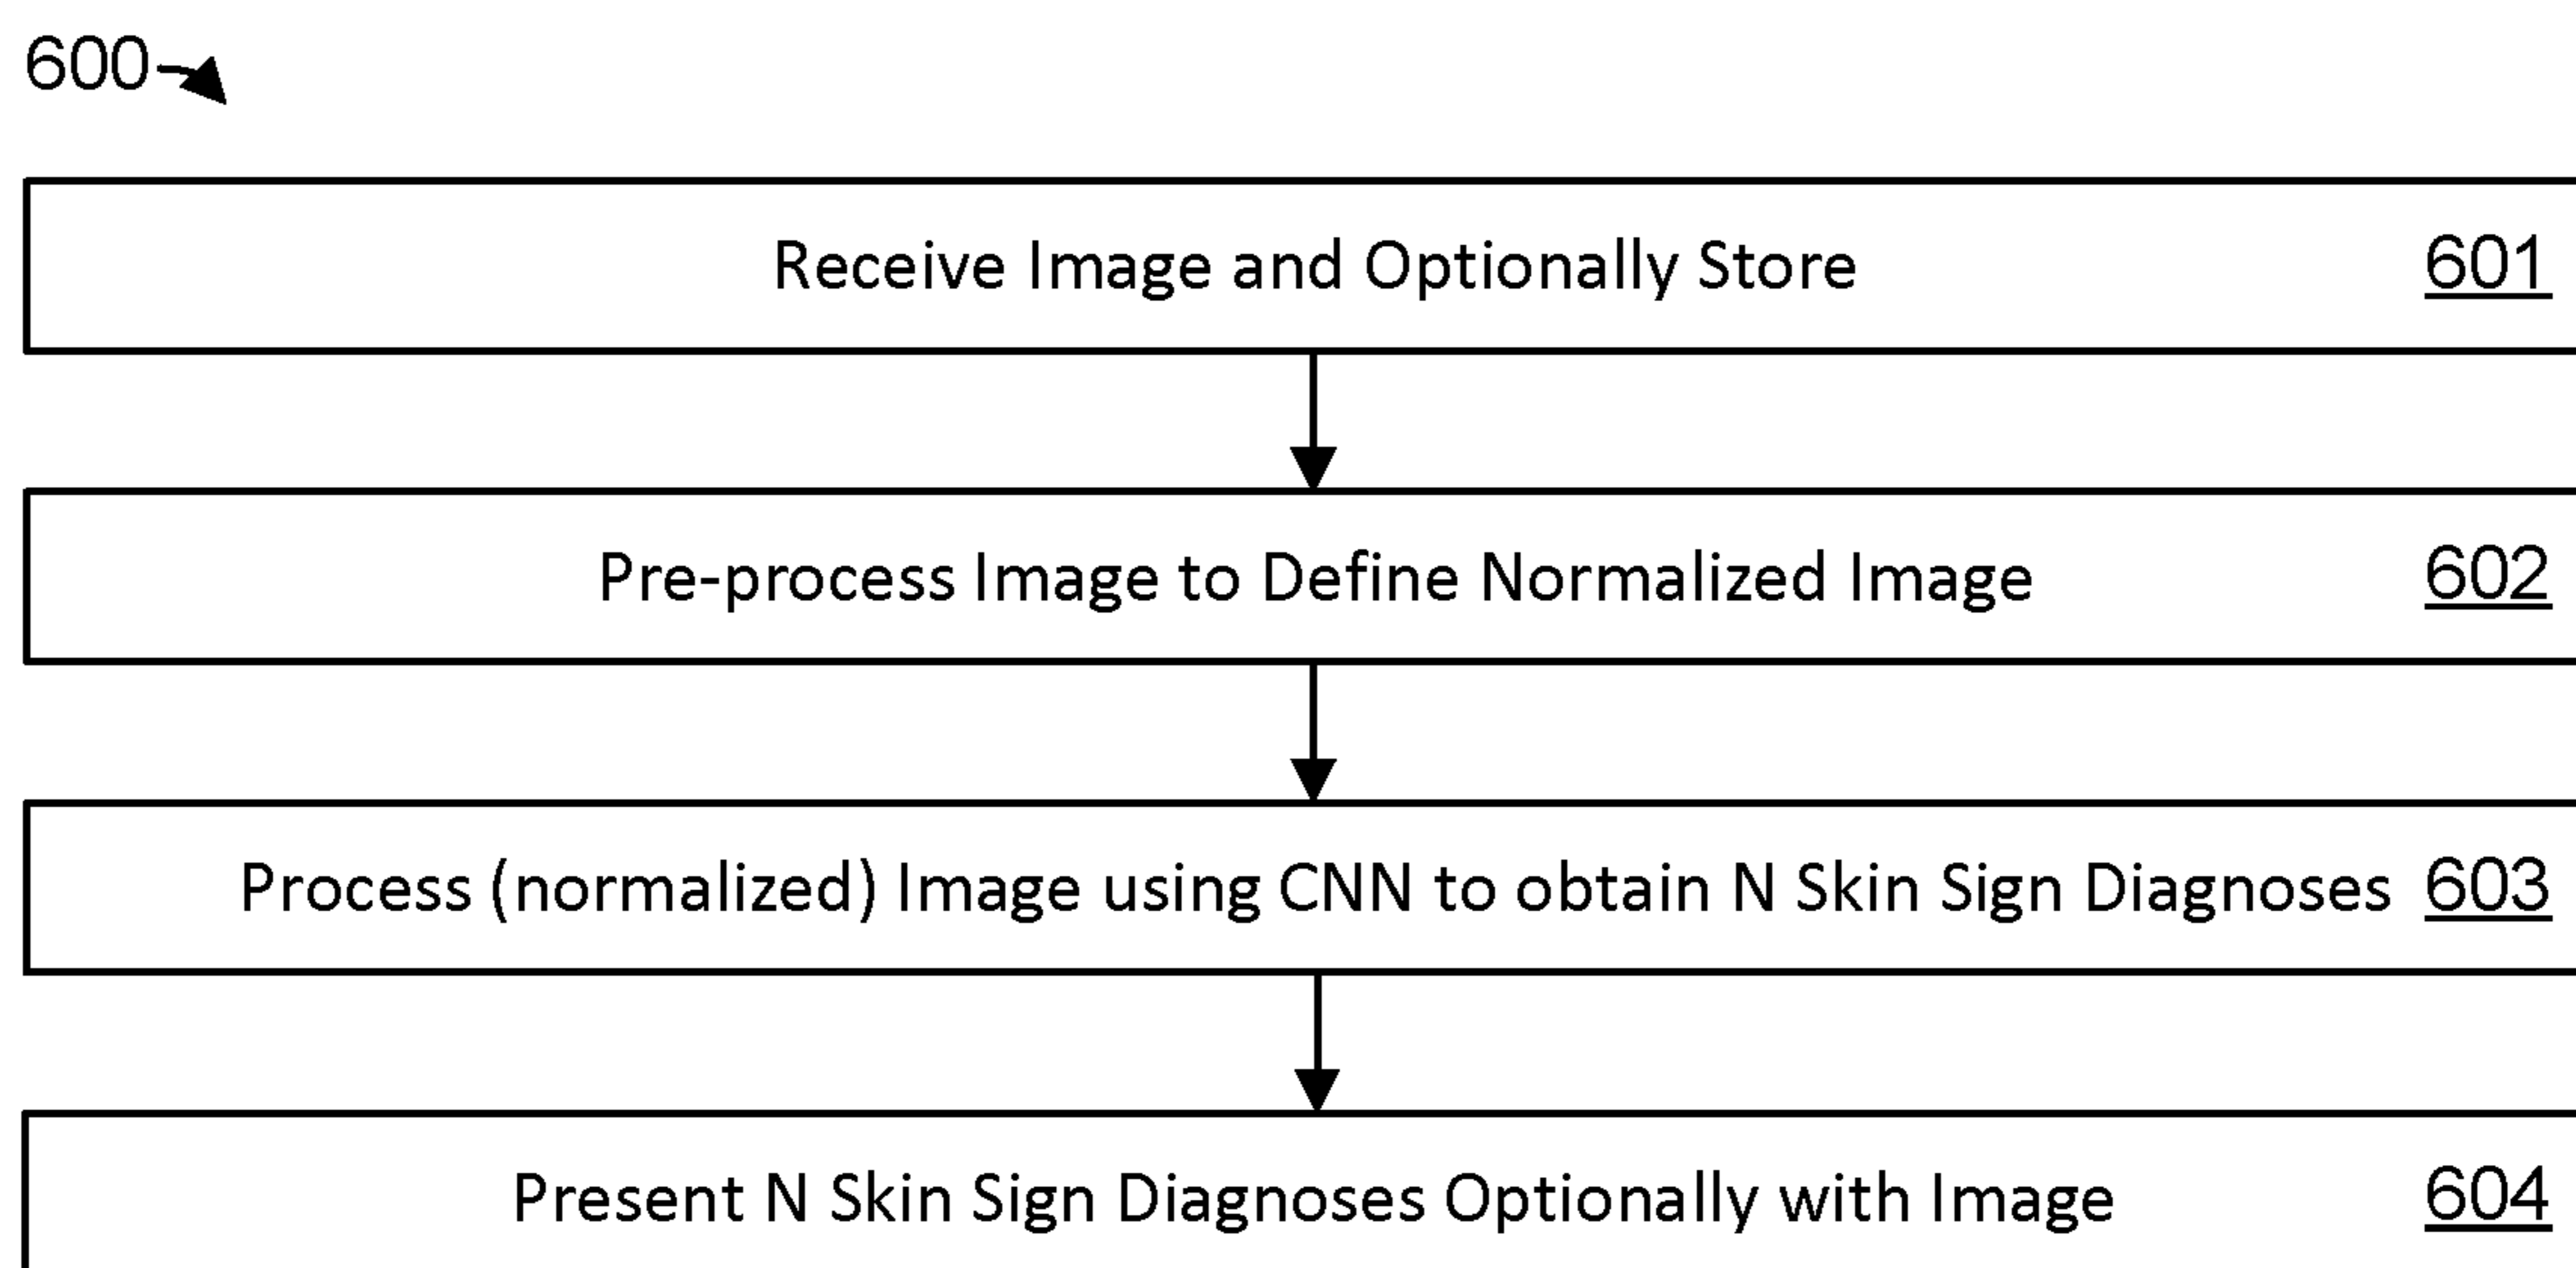 600
Receive Image and Optionally Store 601
Pre-process Image to Define Normalized Image 602
Process (normalized) Image using CNN to obtain N Skin Sign Diagnoses 603
Present N Skin Sign Diagnoses Optionally with Image 604